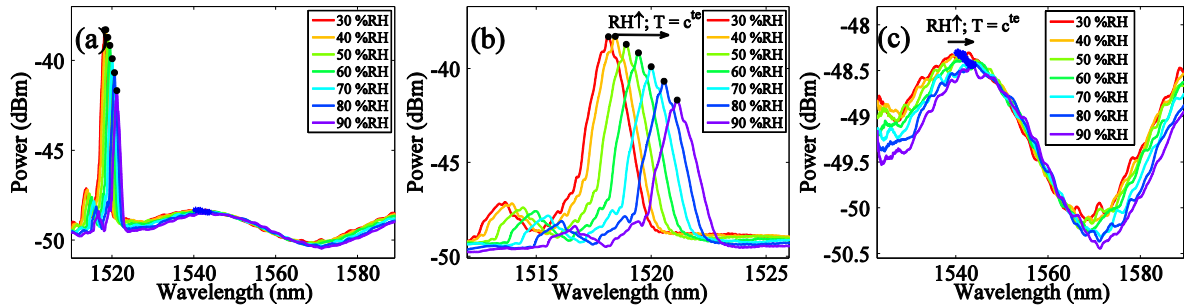 (a)
30 %RH
40 %RH
50 %RH
60 %RH
70 %RH
80 %RH
90 %RH
-40
-45
-50
Power (dBm)
1520
1540
1560
1580
Wavelength (nm)
(b)
RH↑; T = cᵗᵉ
30 %RH
40 %RH
50 %RH
60 %RH
70 %RH
80 %RH
90 %RH
-40
-45
-50
Power (dBm)
1515
1520
1525
Wavelength (nm)
(c)
RH↑; T = cᵗᵉ
30 %RH
40 %RH
50 %RH
60 %RH
70 %RH
80 %RH
90 %RH
-48
-48.5
-49
-49.5
-50
-50.5
Power (dBm)
1540
1560
1580
Wavelength (nm)